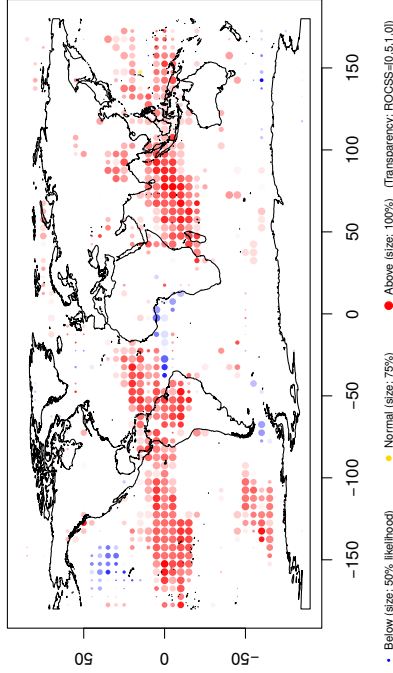 50
0
−50
−150
−100
−50
0
50
100
150
Below (size: 50% likelihood)
Normal (size: 75%)
Above (size: 100%)
(Transparency: ROCSS=[0.5,1.0])